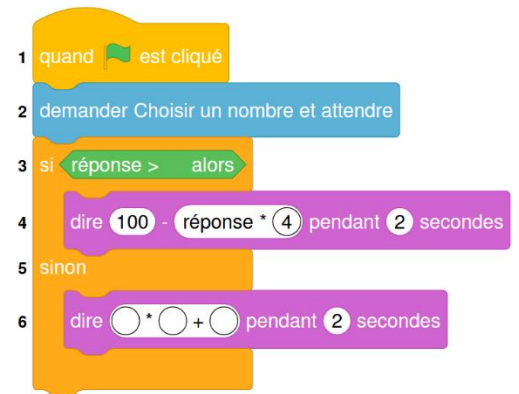 1 quand est cliqué
2 demander Choisir un nombre et attendre
3 si réponse > alors
4 dire 100 - réponse * 4 pendant 2 secondes
5 sinon
6 dire * + pendant 2 secondes